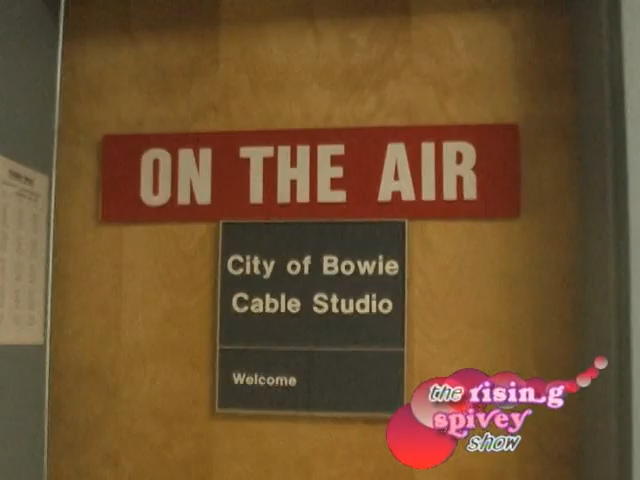 ON THE AIR
City of Bowie
Cable Studio
Welcome
the rising
spivey
show